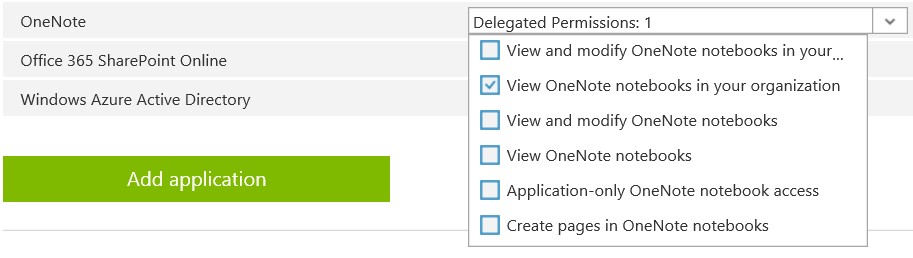 OneNote
Delegated Permissions: 1
View and modify OneNote notebooks in your...
Office 365 SharePoint Online
View OneNote notebooks in your organization
Windows Azure Active Directory
View and modify OneNote notebooks
View OneNote notebooks
Add application
Application-only OneNote notebook access
Create pages in OneNote notebooks